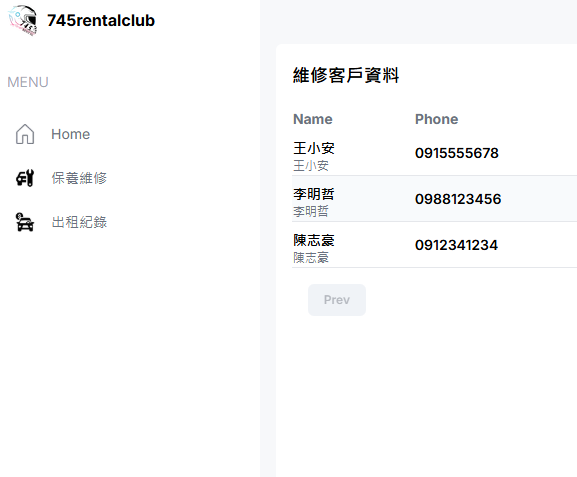 745rentalclub
MENU
Home
保養維修
出租紀錄
維修客戶資料
Name Phone
王小安 0915555678
王小安
李明哲 0988123456
李明哲
陳志豪 0912341234
陳志豪
Prev